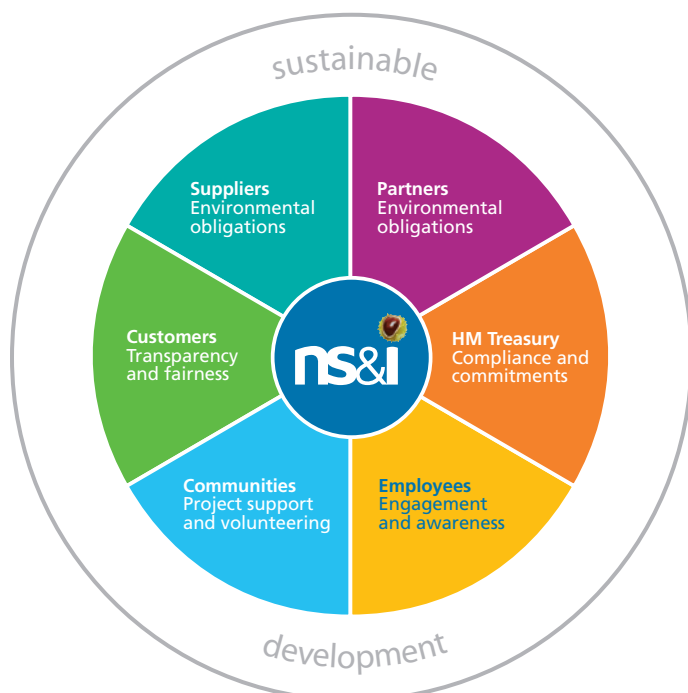 sustainable
Suppliers
Environmental
obligations
Partners
Environmental
obligations
Customers
Transparency
and fairness
ns&i
HM Treasury
Compliance and
commitments
Communities
Project support
and volunteering
Employees
Engagement
and awareness
development